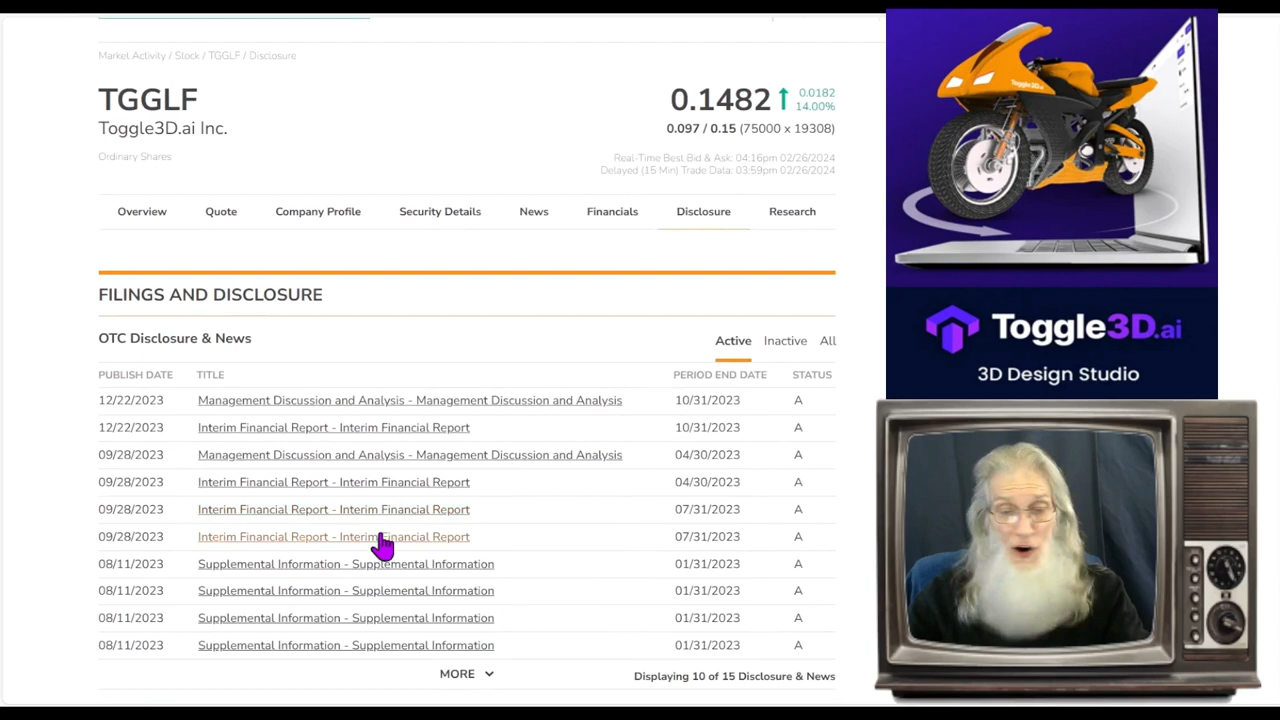 Market Activity / Stock / TGGLF / Disclosure
TGGLF
Toggle3D.ai Inc.
Ordinary Shares
0.1482 0.0182
14.00%
0.097 / 0.15 (75000 x 19308)
Real-Time Best Bid & Ask: 04:16pm 02/26/2024
Delayed (15 Min) Trade Data: 03:59pm 02/26/2024
Overview Quote Company Profile Security Details News Financials Disclosure Research
FILINGS AND DISCLOSURE
OTC Disclosure & News Active Inactive All
PUBLISH DATE TITLE PERIOD END DATE STATUS
12/22/2023 Management Discussion and Analysis - Management Discussion and Analysis 10/31/2023 A
12/22/2023 Interim Financial Report - Interim Financial Report 10/31/2023 A
09/28/2023 Management Discussion and Analysis - Management Discussion and Analysis 04/30/2023 A
09/28/2023 Interim Financial Report - Interim Financial Report 04/30/2023 A
09/28/2023 Interim Financial Report - Interim Financial Report 07/31/2023 A
09/28/2023 Interim Financial Report - Interim Financial Report 07/31/2023 A
08/11/2023 Supplemental Information - Supplemental Information 01/31/2023 A
08/11/2023 Supplemental Information - Supplemental Information 01/31/2023 A
08/11/2023 Supplemental Information - Supplemental Information 01/31/2023 A
08/11/2023 Supplemental Information - Supplemental Information 01/31/2023 A
MORE Displaying 10 of 15 Disclosure & News
Toggle3D.ai
Toggle3D.ai
3D Design Studio